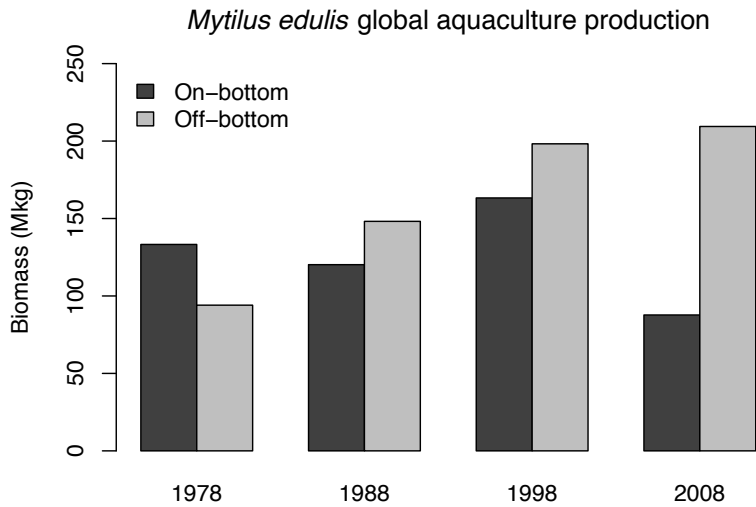 Mytilus edulis global aquaculture production
250
200
150
100
50
0
Biomass (Mkg)
On−bottom
Off−bottom
1978
1988
1998
2008